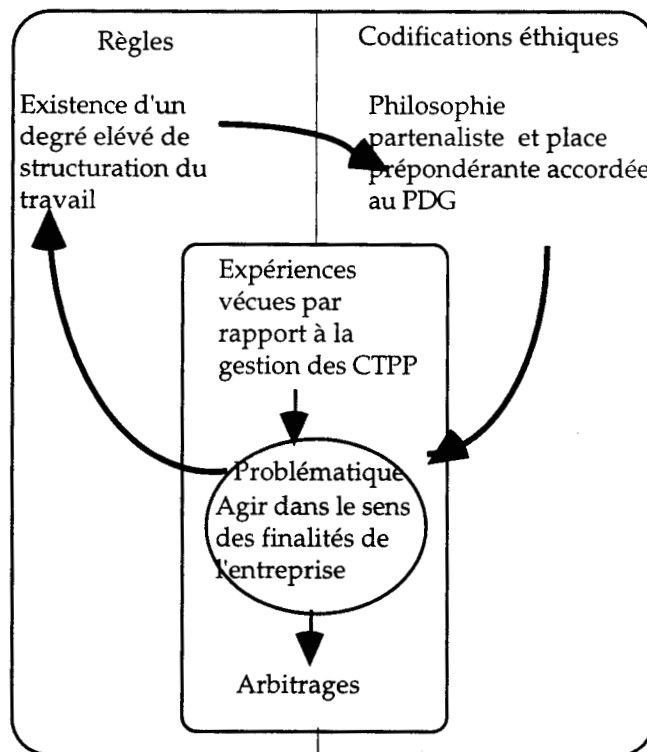 Règles
Codifications éthiques
Existence d'un
degré elévé de
structuration du
travail
Philosophie
partenaliste et place
prépondérante accordée
au PDG
Expériences
vécues par
rapport à la
gestion des CTPP
Problématique
Agir dans le sens
des finalités de
l'entreprise
Arbitrages